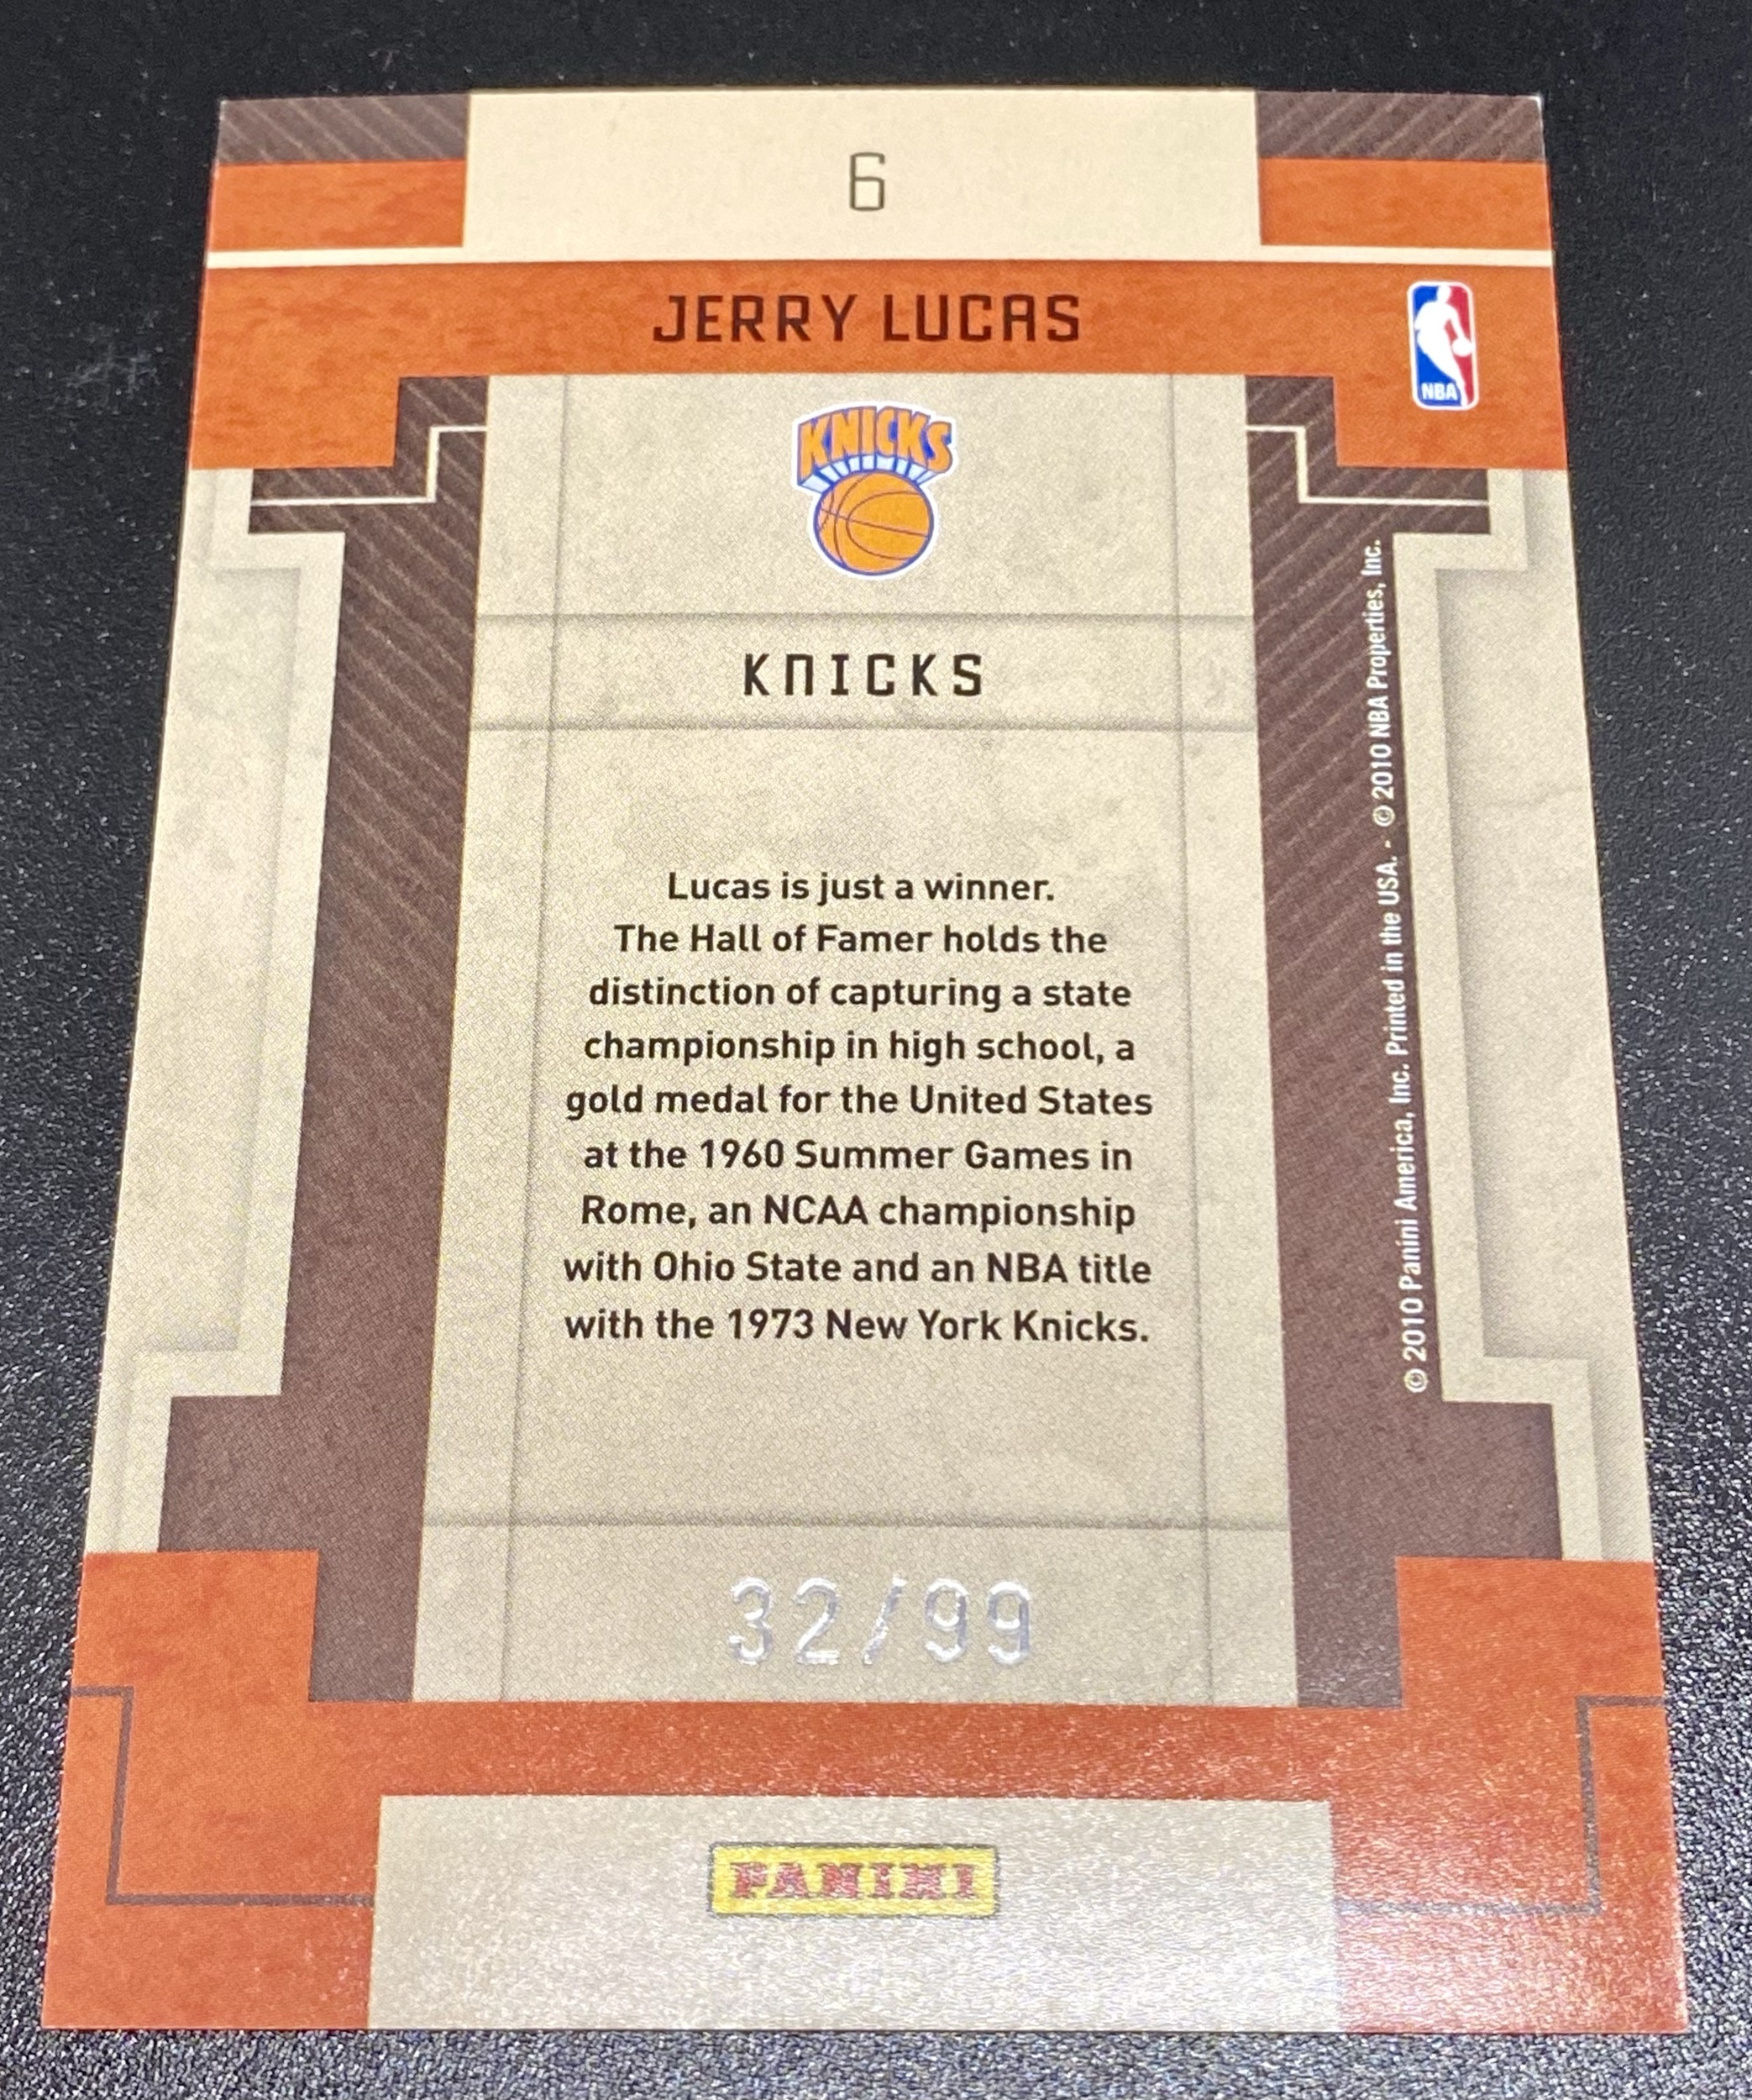 6
JERRY LUCAS
NBA
KNICKS
KNICKS
Lucas is just a winner.
The Hall of Famer holds the
distinction of capturing a state
championship in high school, a
gold medal for the United States
at the 1960 Summer Games in
Rome, an NCAA championship
with Ohio State and an NBA title
with the 1973 New York Knicks.
© 2010 Panini America, Inc. Printed in the USA. - © 2010 NBA Properties, Inc.
32/99
PANINI